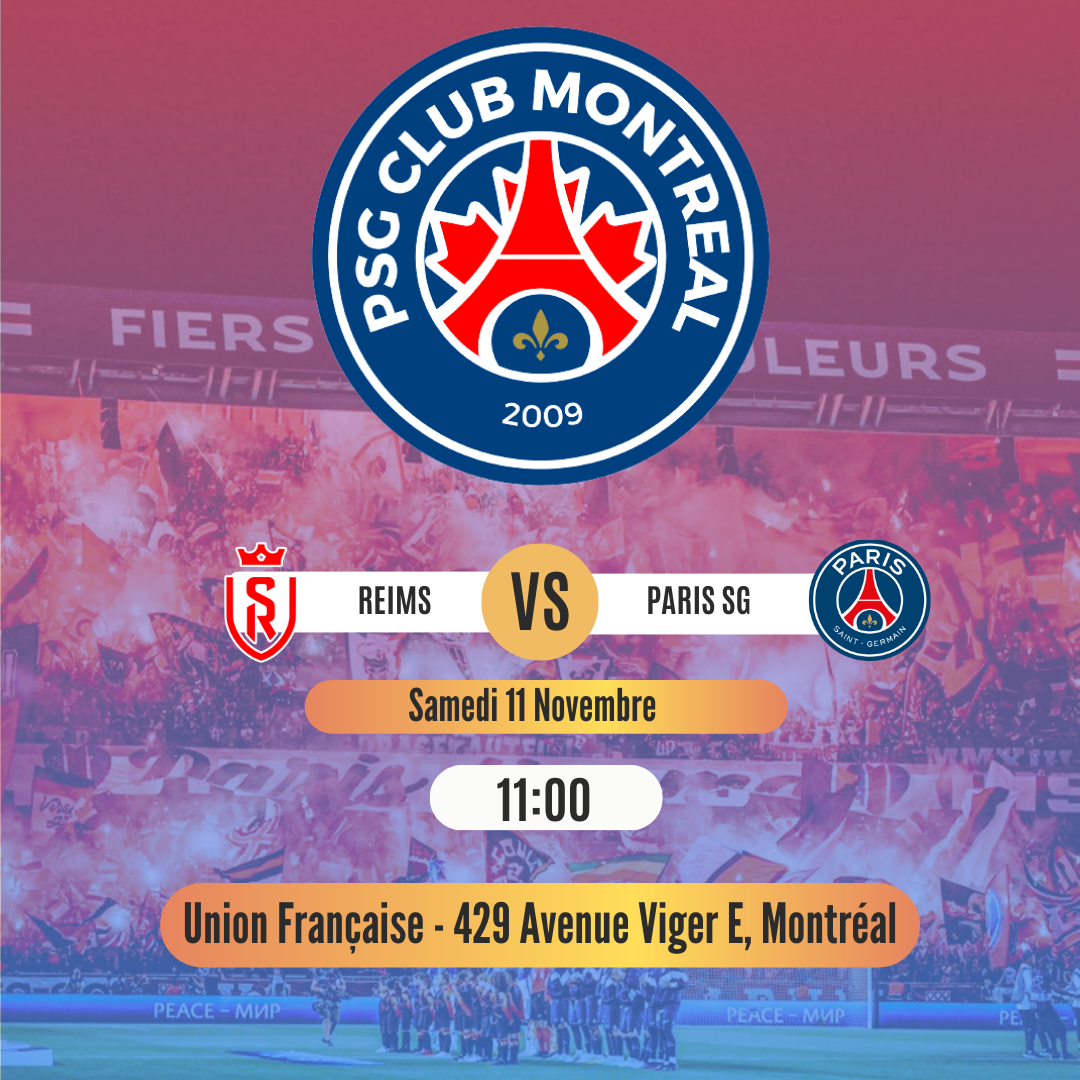 PSG CLUB MONTREAL
2009
FIERS
ULEURS
REIMS
VS
PARIS SG
PARIS
SAINT - GERMAIN
Samedi 11 Novembre
11:00
Union Française - 429 Avenue Viger E, Montréal
PEACE – МИР
PEACE – МИР